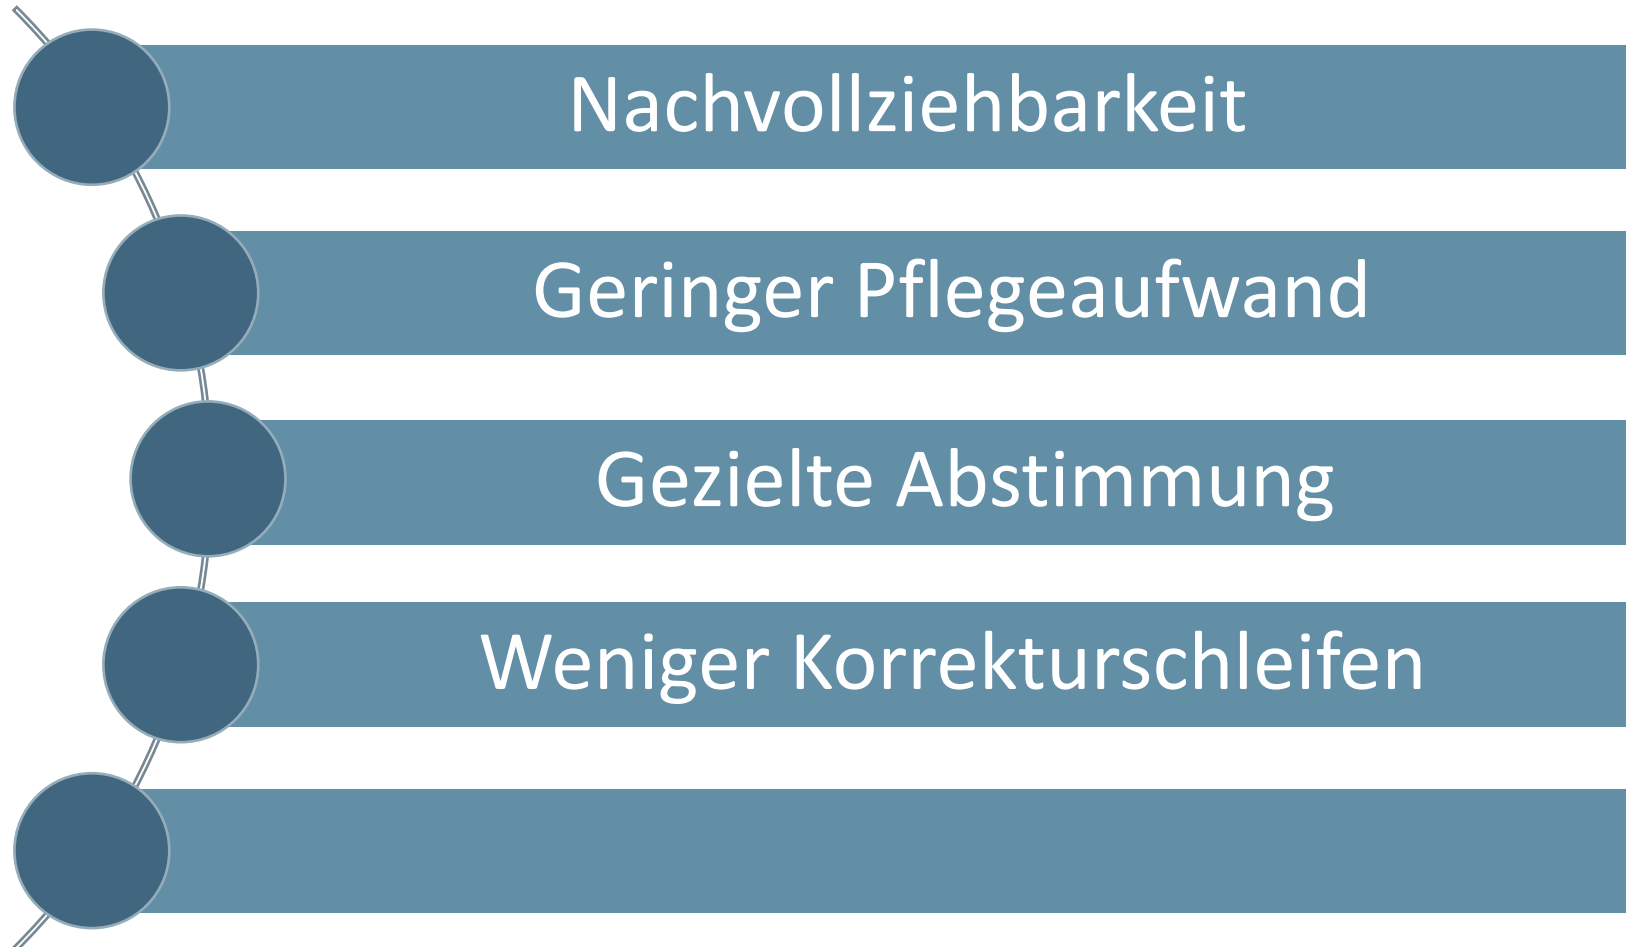 Nachvollziehbarkeit
Geringer Pflegeaufwand
Gezielte Abstimmung
Weniger Korrekturschleifen